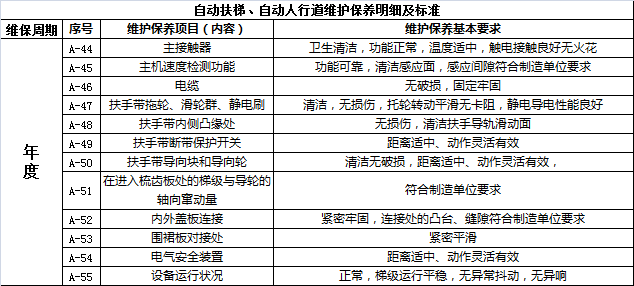 自动扶梯、自动人行道维护保养明细及标准
维保周期 序号 维护保养项目（内容） 维护保养基本要求
年度
A-44 主接触器 卫生清洁，功能正常，温度适中，触电接触良好无火花
A-45 主机速度检测功能 功能可靠，清洁感应面，感应间隙符合制造单位要求
A-46 电缆 无破损，固定牢固
A-47 扶手带拖轮、滑轮群、静电刷 清洁，无损伤，托轮转动平滑无卡阻，静电导电性能良好
A-48 扶手带内侧凸缘处 无损伤，清洁扶手导轨滑动面
A-49 扶手带断带保护开关 距离适中、动作灵活有效
A-50 扶手带导向块和导向轮 清洁无破损，距离适中、动作灵活有效，
A-51 在进入梳齿板处的梯级与导轮的 符合制造单位要求
轴向窜动量
A-52 内外盖板连接 紧密牢固，连接处的凸台、缝隙符合制造单位要求
A-53 围裙板对接处 紧密平滑
A-54 电气安全装置 距离适中、动作灵活有效
A-55 设备运行状况 正常，梯级运行平稳，无异常抖动，无异响